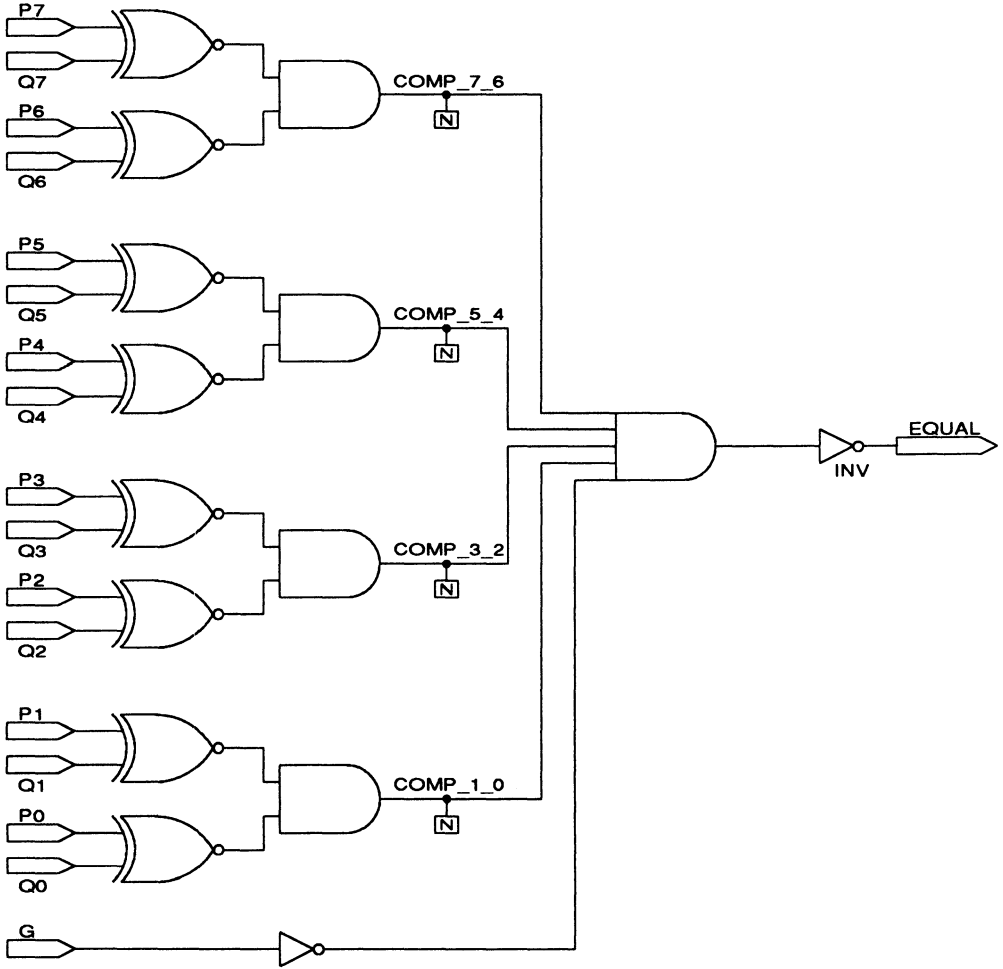 P7
Q7
COMP_7_6
N
P6
Q6
P5
Q5
COMP_5_4
N
P4
Q4
EQUAL
INV
P3
Q3
COMP_3_2
N
P2
Q2
P1
Q1
COMP_1_0
N
P0
Q0
G